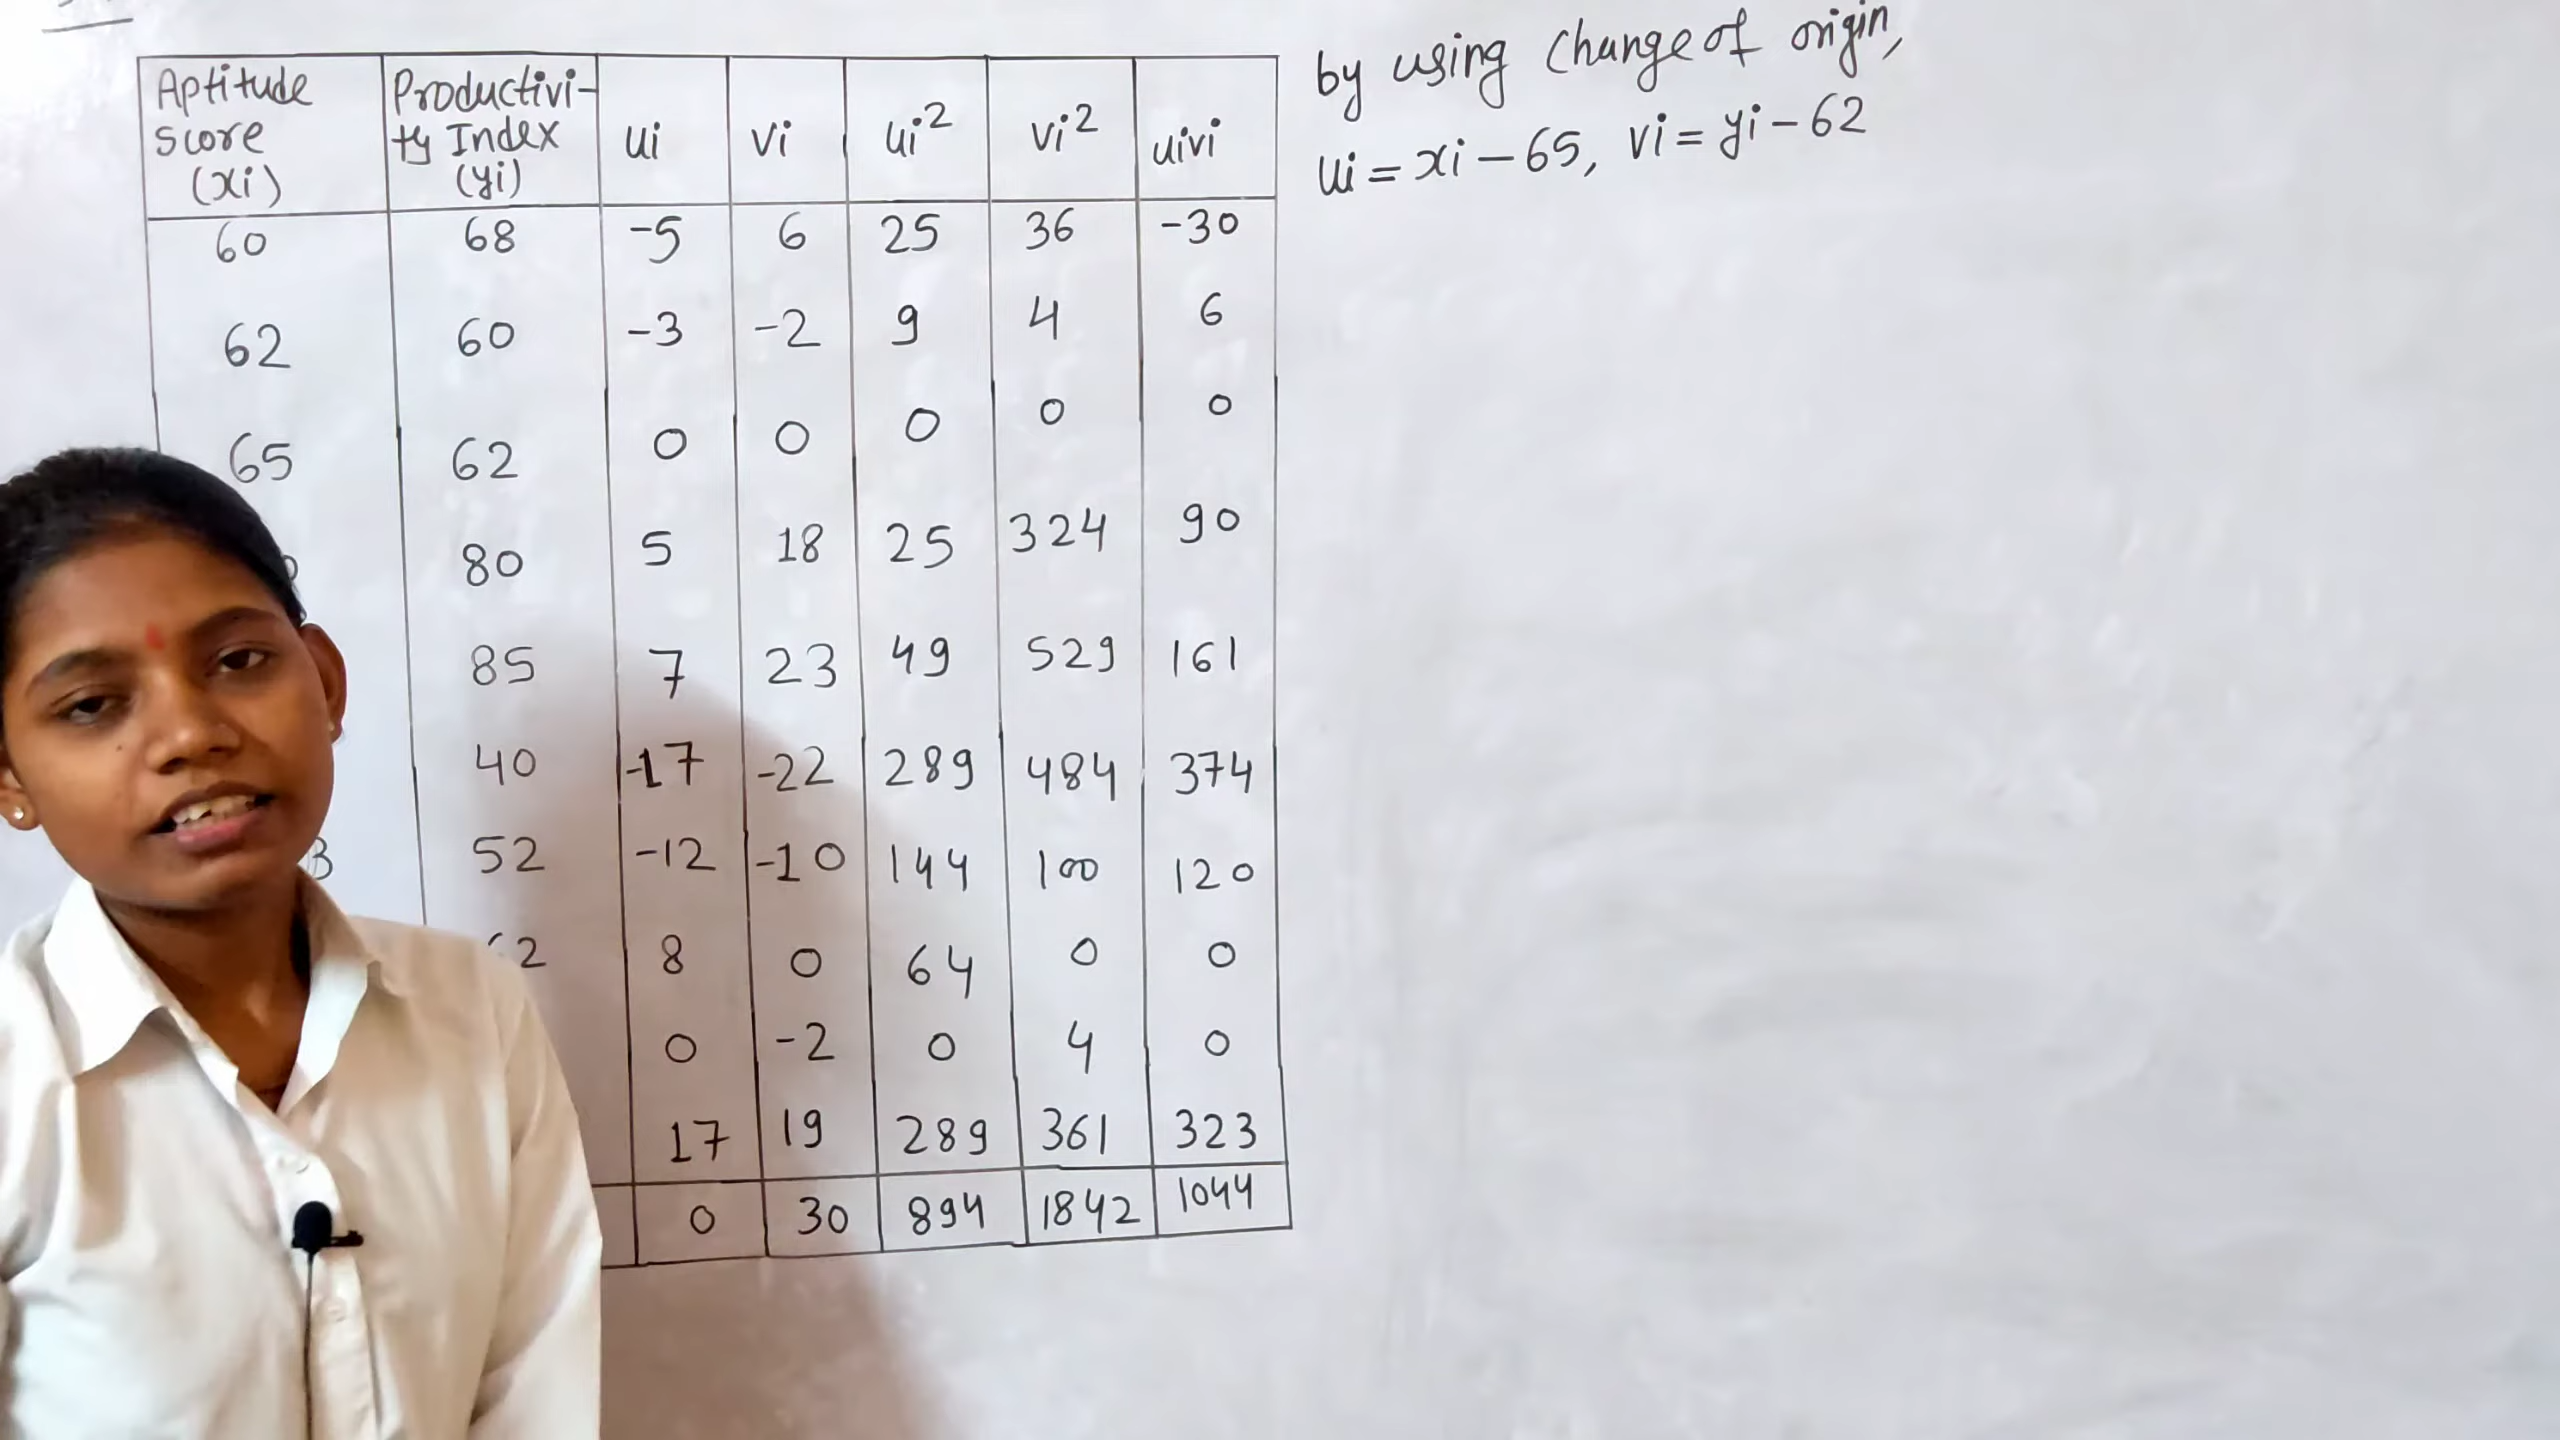 Aptitude Score (xi) Productivi-ty Index (yi) ui vi ui² vi² uivi
60 68 -5 6 25 36 -30
62 60 -3 -2 9 4 6
65 62 0 0 0 0 0
80 5 18 25 324 90
85 7 23 49 529 161
40 -17 -22 289 484 374
52 -12 -10 144 100 120
8 0 64 0 0
0 -2 0 4 0
17 19 289 361 323
0 30 894 1842 1044
by using change of origin,
ui = xi - 65, vi = yi - 62